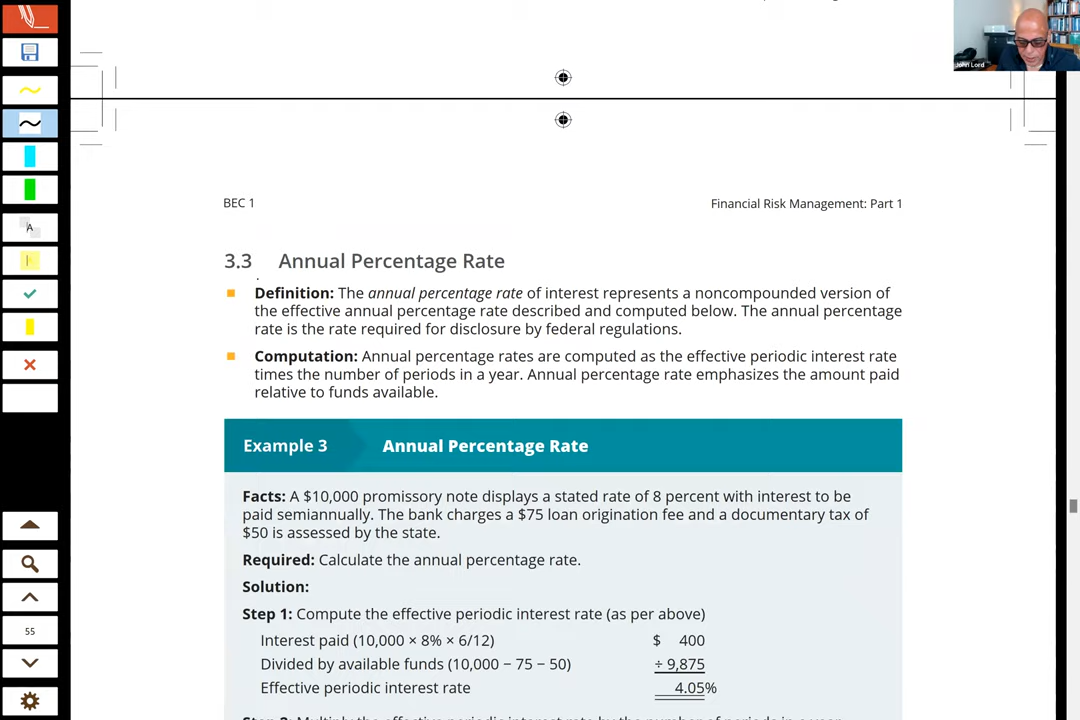 John Lord
BEC 1
Financial Risk Management: Part 1
3.3 Annual Percentage Rate
Definition: The annual percentage rate of interest represents a noncompounded version of
the effective annual percentage rate described and computed below. The annual percentage
rate is the rate required for disclosure by federal regulations.
Computation: Annual percentage rates are computed as the effective periodic interest rate
times the number of periods in a year. Annual percentage rate emphasizes the amount paid
relative to funds available.
Example 3 Annual Percentage Rate
Facts: A $10,000 promissory note displays a stated rate of 8 percent with interest to be
paid semiannually. The bank charges a $75 loan origination fee and a documentary tax of
$50 is assessed by the state.
Required: Calculate the annual percentage rate.
Solution:
Step 1: Compute the effective periodic interest rate (as per above)
Interest paid (10,000 × 8% × 6/12) $ 400
Divided by available funds (10,000 − 75 − 50) ÷ 9,875
Effective periodic interest rate 4.05%
A
55